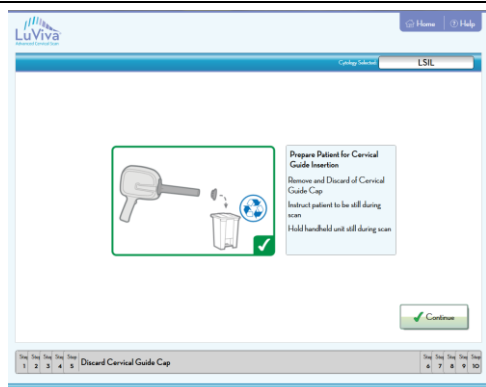 LuViva
Advanced Cervical Scan
Home
Help
Cytology Selected:
LSIL
Prepare Patient for Cervical
Guide Insertion
Remove and Discard of Cervical
Guide Cap
Instruct patient to be still during
scan
Hold handheld unit still during scan
Continue
Step Step Step Step Step
1 2 3 4 5
Discard Cervical Guide Cap
Step Step Step Step Step
6 7 8 9 10